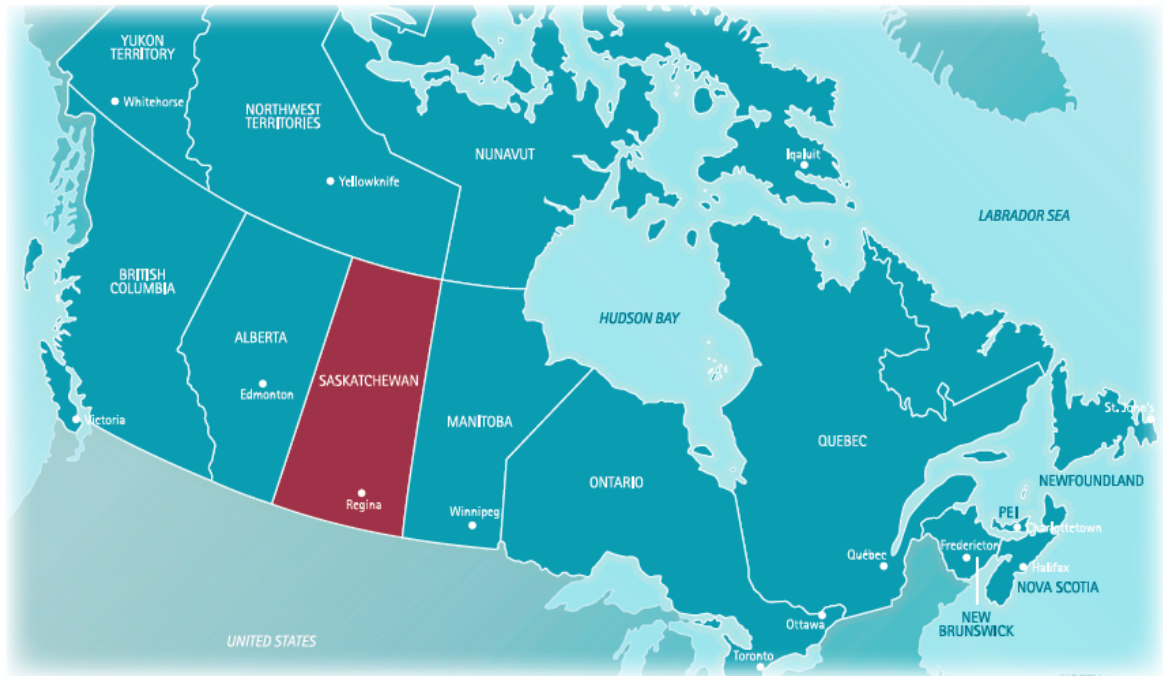 YUKON
TERRITORY
Whitehorse
NORTHWEST
TERRITORIES
Yellowknife
NUNAVUT
Iqaluit
LABRADOR SEA
BRITISH
COLUMBIA
HUDSON BAY
ALBERTA
Edmonton
SASKATCHEWAN
Victoria
MANITOBA
St. John's
QUEBEC
ONTARIO
NEWFOUNDLAND
Regina
Winnipeg
PEI
Charlottetown
Fredericton
Québec
Halifax
NOVA SCOTIA
NEW
BRUNSWICK
Ottawa
UNITED STATES
Toronto